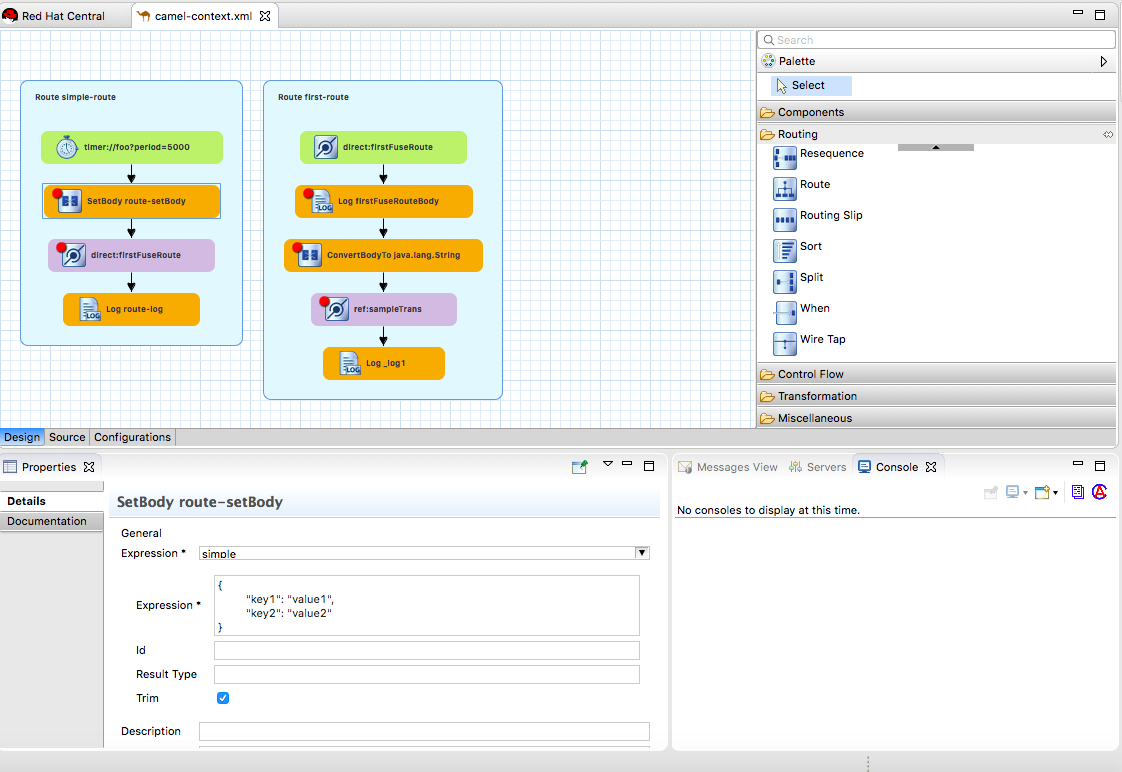 Red Hat Central
camel-context.xml
Route simple-route
timer://foo?period=5000
SetBody route-setBody
direct:firstFuseRoute
LOG
Log route-log
Route first-route
direct:firstFuseRoute
LOG
Log firstFuseRouteBody
ConvertBodyTo java.lang.String
ref:sampleTrans
LOG
Log _log1
Search
Palette
Select
Components
Routing
Resequence
Route
Routing Slip
Sort
Split
When
Wire Tap
Control Flow
Transformation
Miscellaneous
Design
Source
Configurations
Properties
Details
Documentation
SetBody route-setBody
General
Expression *
simple
Expression *
{
"key1": "value1",
"key2": "value2"
}
Id
Result Type
Trim
Description
Messages View
Servers
Console
No consoles to display at this time.